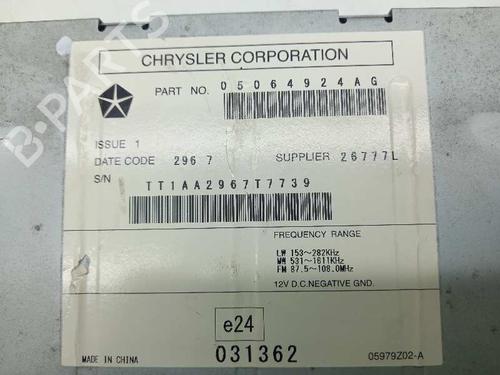 CHRYSLER CORPORATION
PART NO. 05064924AG
ISSUE 1
DATE CODE 296 7 SUPPLIER 26777L
S/N TT1AA2967T7739
FREQUENCY RANGE
LW 153~282KHz
MW 531~1611KHz
FM 87.5~108.0MHz
12V D.C.NEGATIVE GND.
e24
031362
MADE IN CHINA 05979Z02-A
B-PARTS